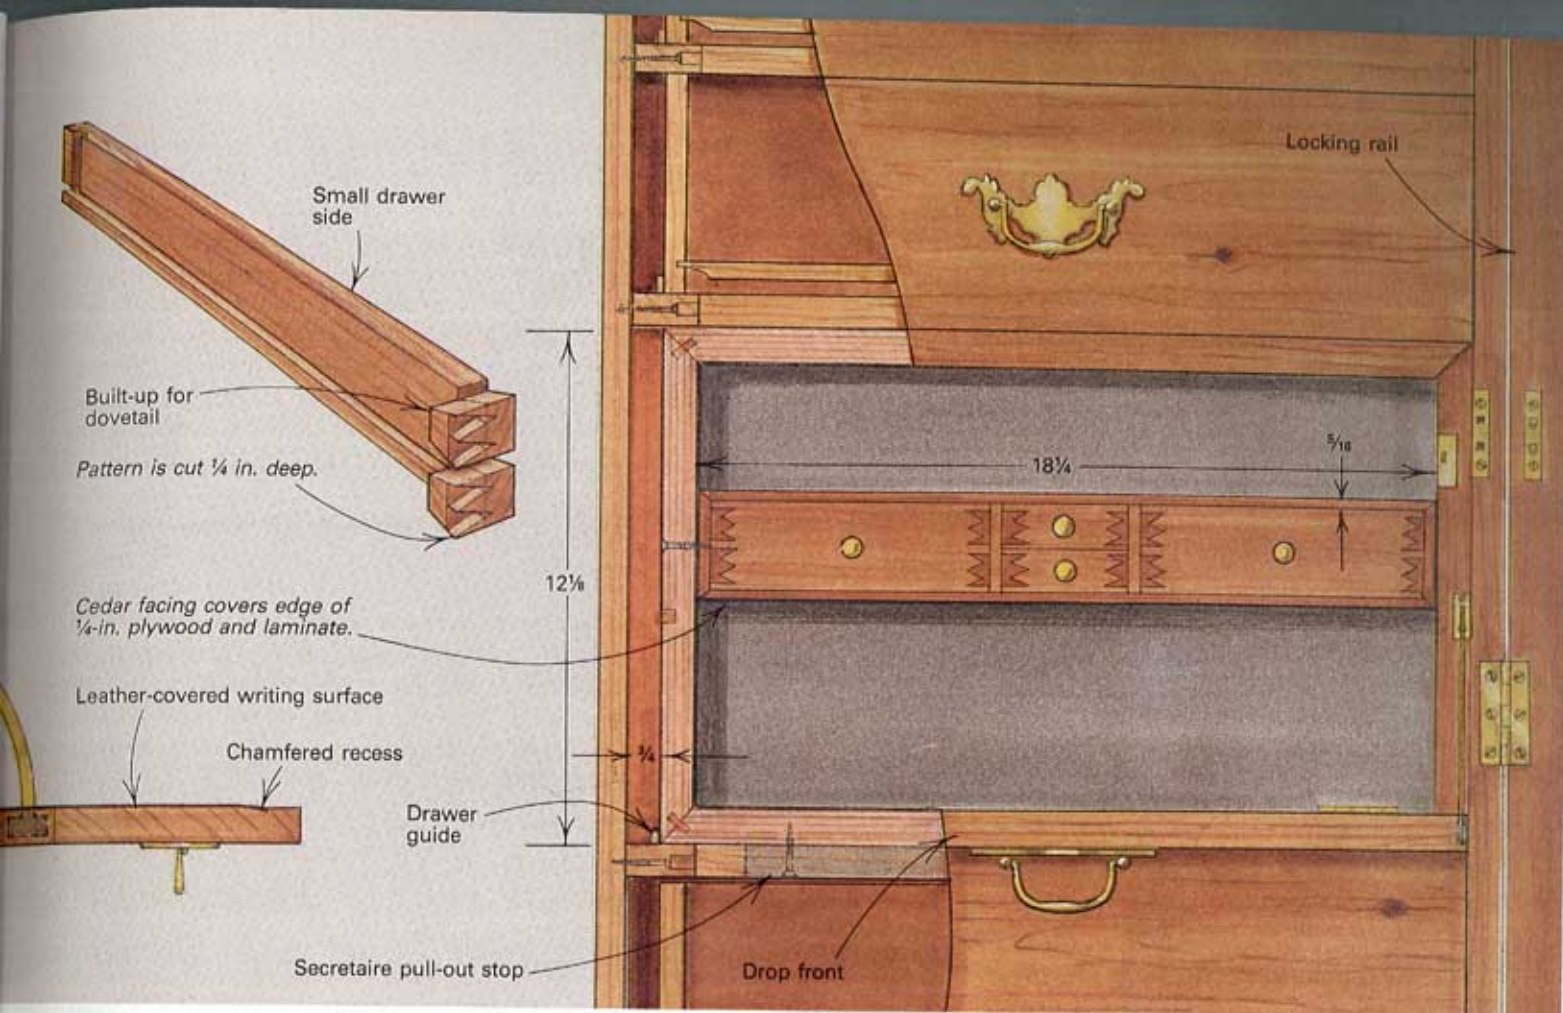 Locking rail
Small drawer
side
Built-up for
dovetail
Pattern is cut ¼ in. deep.
5/16
18¼
12⅛
Cedar facing covers edge of
¼-in. plywood and laminate.
Leather-covered writing surface
Chamfered recess
¾
Drawer
guide
Secretaire pull-out stop
Drop front